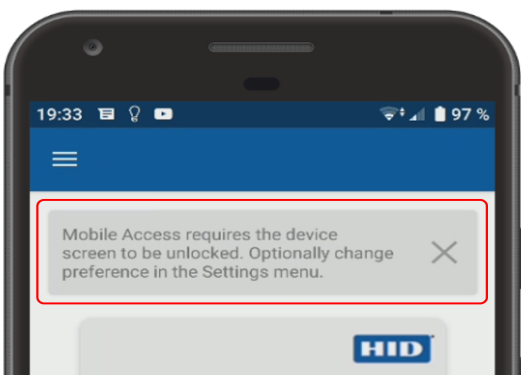 19:33
97 %
Mobile Access requires the device
screen to be unlocked. Optionally change
preference in the Settings menu.
HID